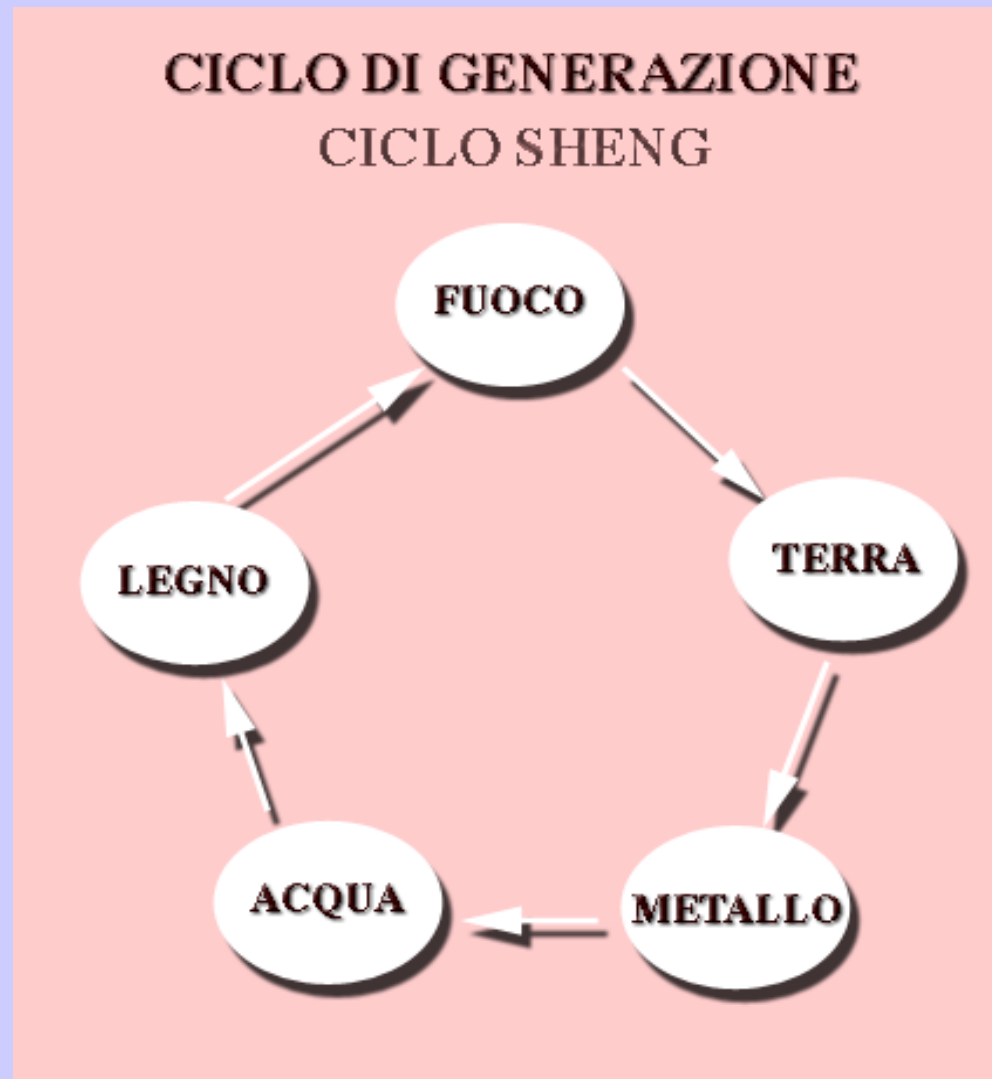 CICLO DI GENERAZIONE
CICLO SHENG
FUOCO
TERRA
LEGNO
ACQUA
METALLO